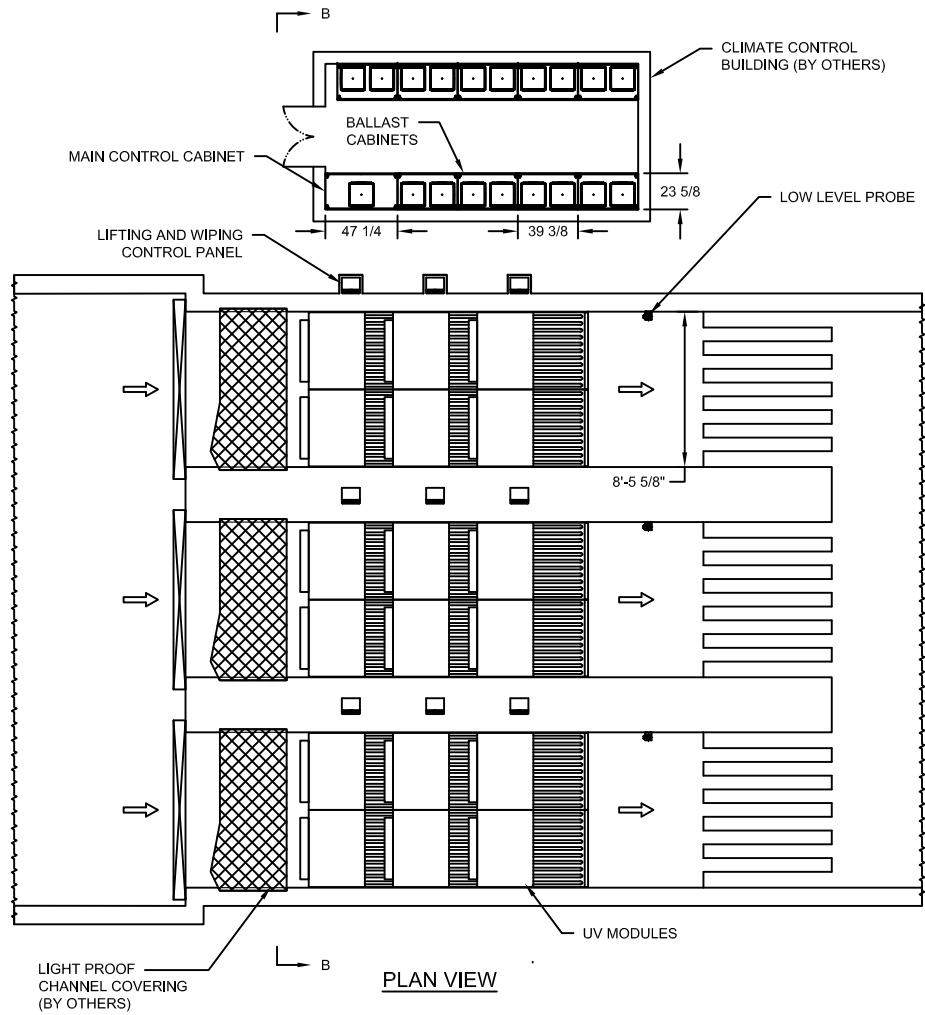 B
CLIMATE CONTROL
BUILDING (BY OTHERS)
BALLAST
CABINETS
MAIN CONTROL CABINET
23 5/8
LOW LEVEL PROBE
47 1/4
39 3/8
LIFTING AND WIPING
CONTROL PANEL
8'-5 5/8"
UV MODULES
B
LIGHT PROOF
CHANNEL COVERING
(BY OTHERS)
PLAN VIEW